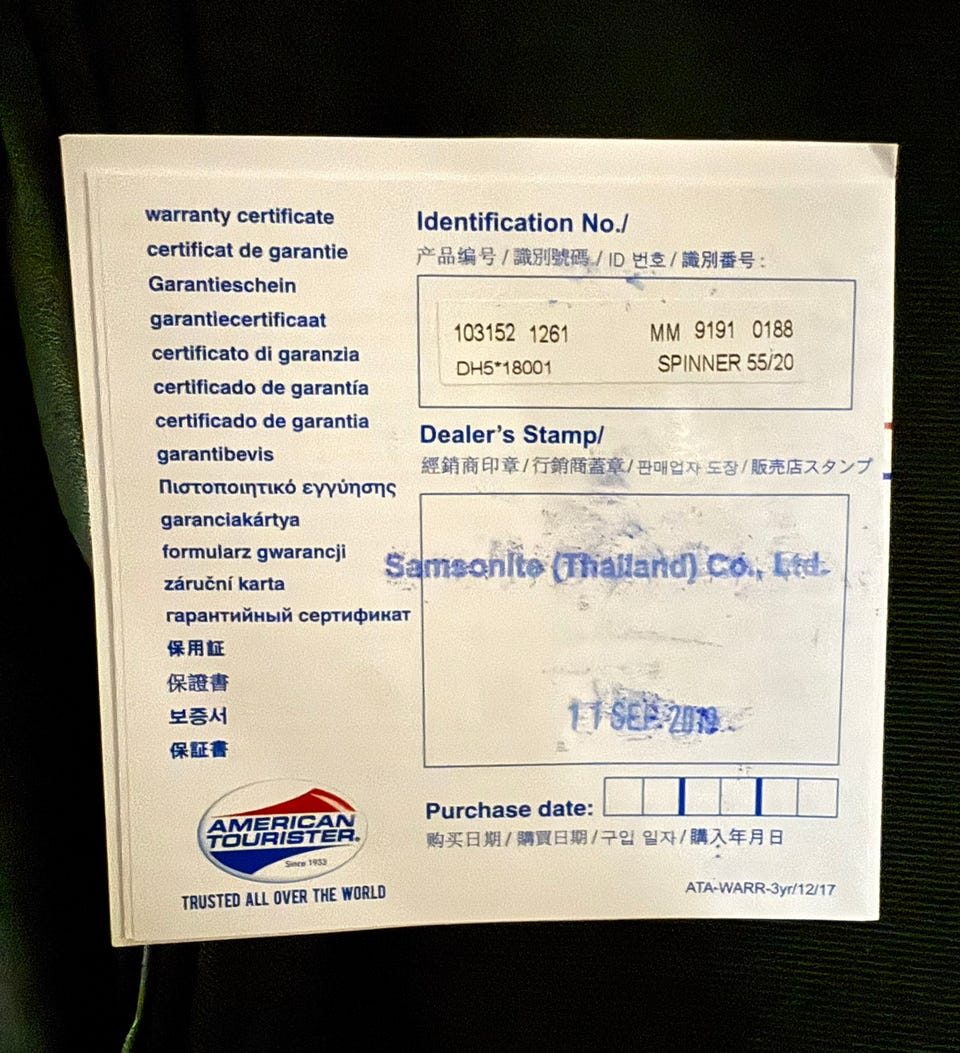 warranty certificate
certificat de garantie
Garantieschein
garantiecertificaat
certificato di garanzia
certificado de garantía
certificado de garantia
garantibevis
Πιστοποιητικό εγγύησης
garanciakártya
formularz gwarancji
záruční karta
гарантийный сертификат
保用証
保證書
보증서
保証書
AMERICAN
TOURISTER®
Since 1933
TRUSTED ALL OVER THE WORLD
Identification No./
产品编号 / 識別號碼 / ID 번호 / 識別番号 :
103152 1261 MM 9191 0188
DH5*18001 SPINNER 55/20
Dealer's Stamp/
經銷商印章/行銷商蓋章/판매업자 도장/販売店スタンプ
Samsonite (Thailand) Co., Ltd.
11 SEP 2019
Purchase date:
购买日期 / 購買日期 / 구입 일자 / 購入年月日
ATA-WARR-3yr/12/17